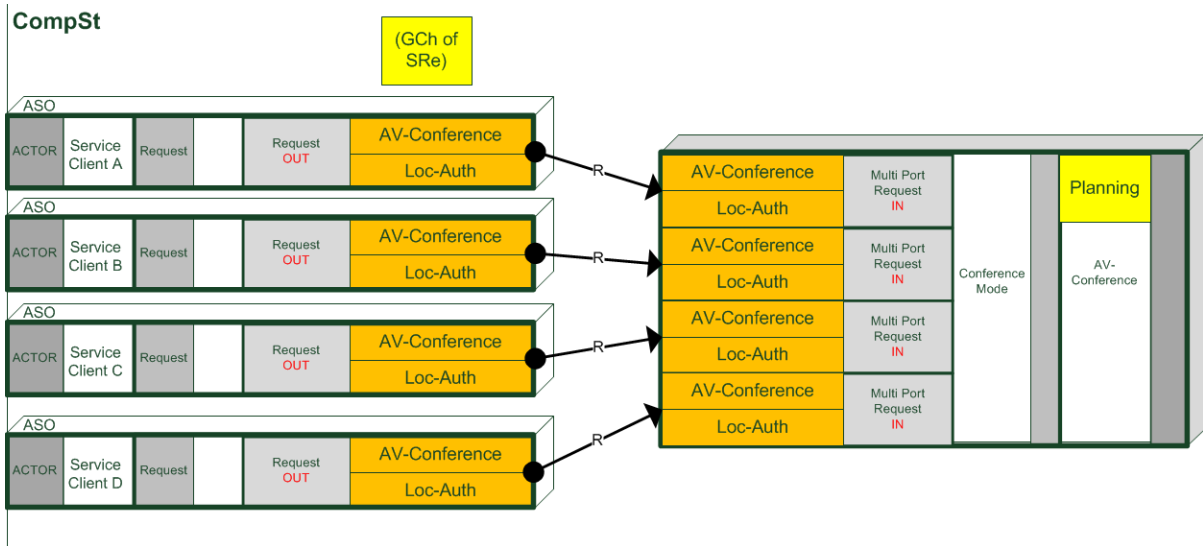 CompSt
(GCh of
SRe)
ASO
ACTOR
Service
Client A
Request
Request
OUT
AV-Conference
Loc-Auth
R
ASO
ACTOR
Service
Client B
Request
Request
OUT
AV-Conference
Loc-Auth
R
ASO
ACTOR
Service
Client C
Request
Request
OUT
AV-Conference
Loc-Auth
R
ASO
ACTOR
Service
Client D
Request
Request
OUT
AV-Conference
Loc-Auth
R
AV-Conference
Loc-Auth
Multi Port
Request
IN
AV-Conference
Loc-Auth
Multi Port
Request
IN
AV-Conference
Loc-Auth
Multi Port
Request
IN
AV-Conference
Loc-Auth
Multi Port
Request
IN
Conference
Mode
Planning
AV-
Conference